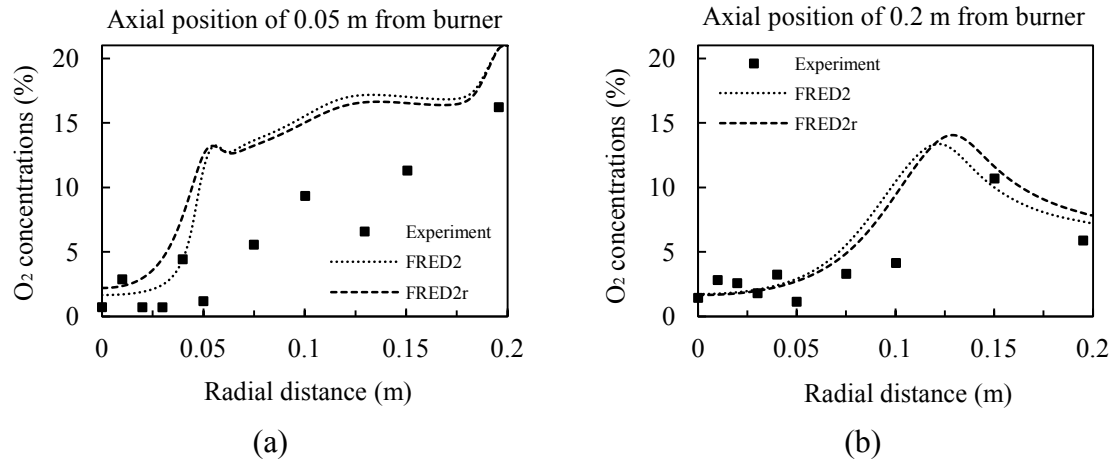 Axial position of 0.05 m from burner
O₂ concentrations (%)
20
15
10
5
0
Experiment
FRED2
FRED2r
0 0.05 0.1 0.15 0.2
Radial distance (m)
(a)
Axial position of 0.2 m from burner
O₂ concentrations (%)
20
15
10
5
0
Experiment
FRED2
FRED2r
0 0.05 0.1 0.15 0.2
Radial distance (m)
(b)